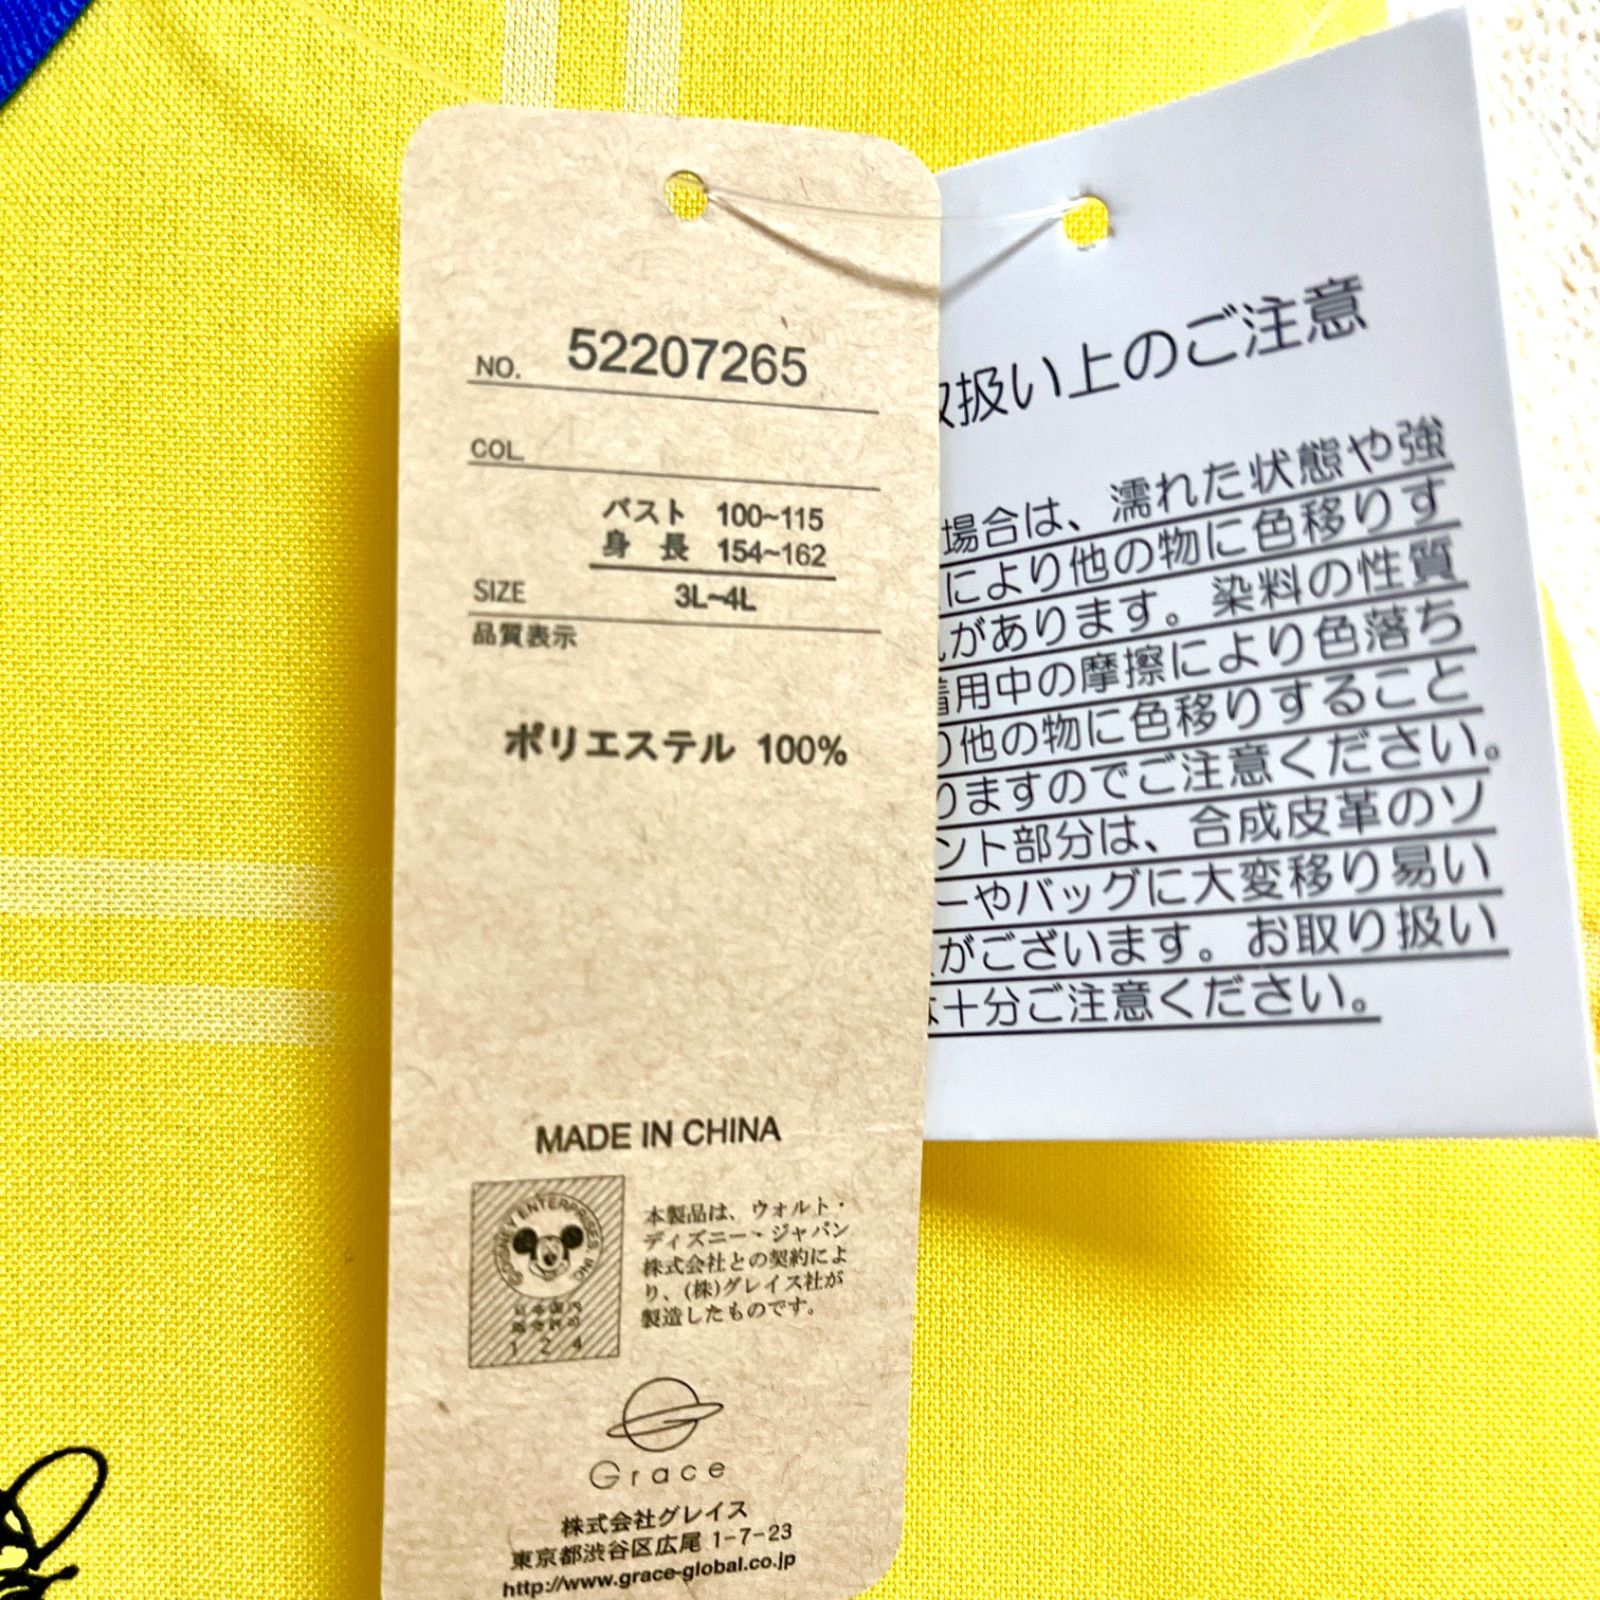 NO. 52207265
COL.
バスト 100~115
身 長 154~162
SIZE 3L~4L
品質表示
ポリエステル 100%
MADE IN CHINA
DISNEY ENTERPRISES, INC.
1 2 4
本製品は、ウォルト・
ディズニー・ジャパン
株式会社との契約によ
り、(株)グレイス社が
製造したものです。
Grace
株式会社グレイス
東京都渋谷区広尾 1-7-23
http://www.grace-global.co.jp
扱い上のご注意
場合は、濡れた状態や強
により他の物に色移りす
があります。染料の性質
着用中の摩擦により色落ち
り他の物に色移りすること
りますのでご注意ください。
ント部分は、合成皮革のソ
ーやバッグに大変移り易い
がございます。お取り扱い
十分ご注意ください。